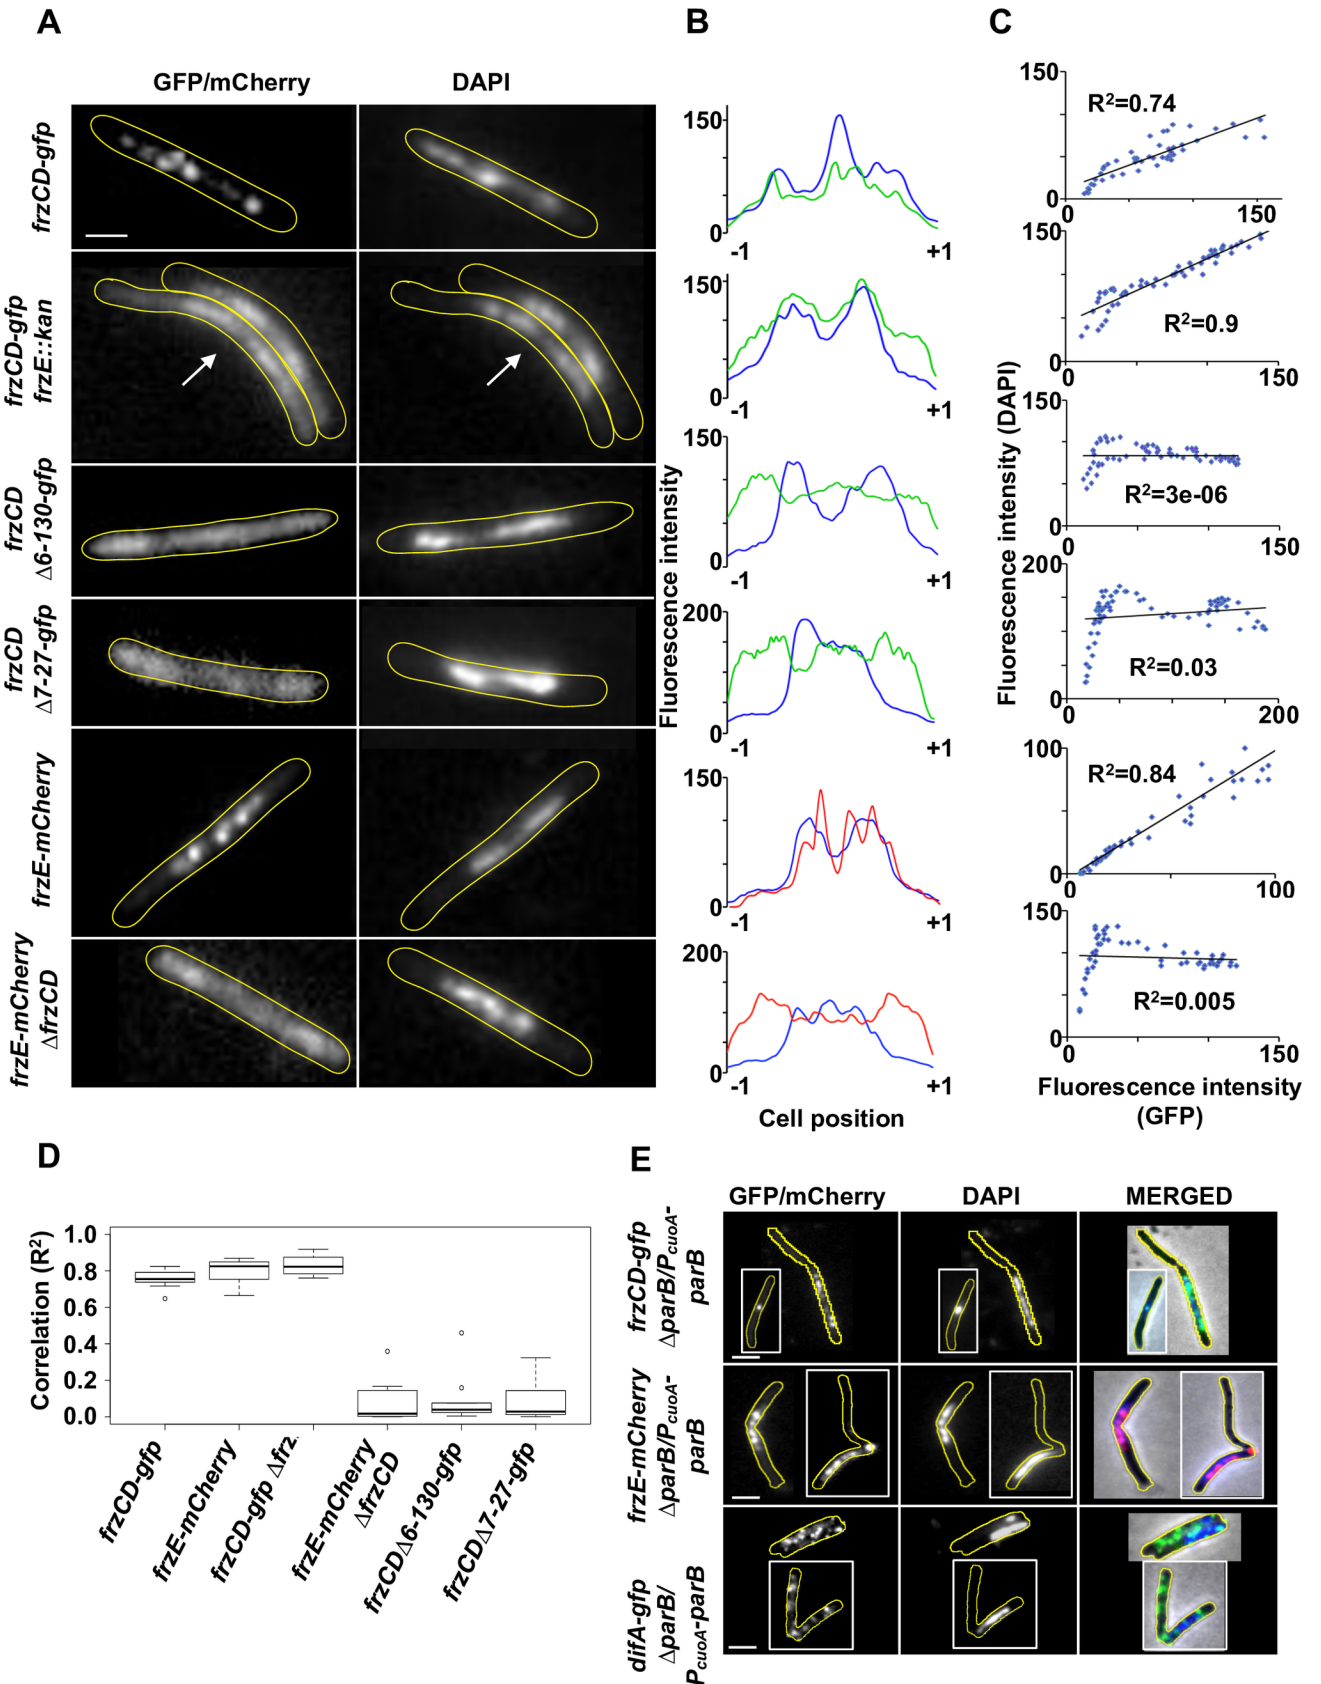 A
B
C
GFP/mCherry
DAPI
frzCD-gfp
frzCD-gfp
frzE::kan
frzCD
Δ6-130-gfp
frzCD
Δ7-27-gfp
frzE-mCherry
frzE-mCherry
ΔfrzCD
Fluorescence intensity
150
0
-1
+1
150
0
-1
+1
150
0
-1
+1
200
0
-1
+1
150
0
-1
+1
200
0
-1
+1
Cell position
Fluorescence intensity (DAPI)
150
R²=0.74
0
0
150
150
R²=0.9
0
0
150
150
R²=3e-06
0
0
150
200
R²=0.03
0
0
200
100
R²=0.84
0
0
100
150
R²=0.005
0
0
150
Fluorescence intensity
(GFP)
D
Correlation (R²)
1.0
0.8
0.6
0.4
0.2
0.0
frzCD-gfp
frzE-mCherry
frzCD-gfp Δfrz
frzE-mCherry
ΔfrzCD
frzCDΔ6-130-gfp
frzCDΔ7-27-gfp
E
GFP/mCherry
DAPI
MERGED
frzCD-gfp
ΔparB/PcuoA-
parB
frzE-mCherry
ΔparB/PcuoA-
parB
difA-gfp
ΔparB/
PcuoA-parB